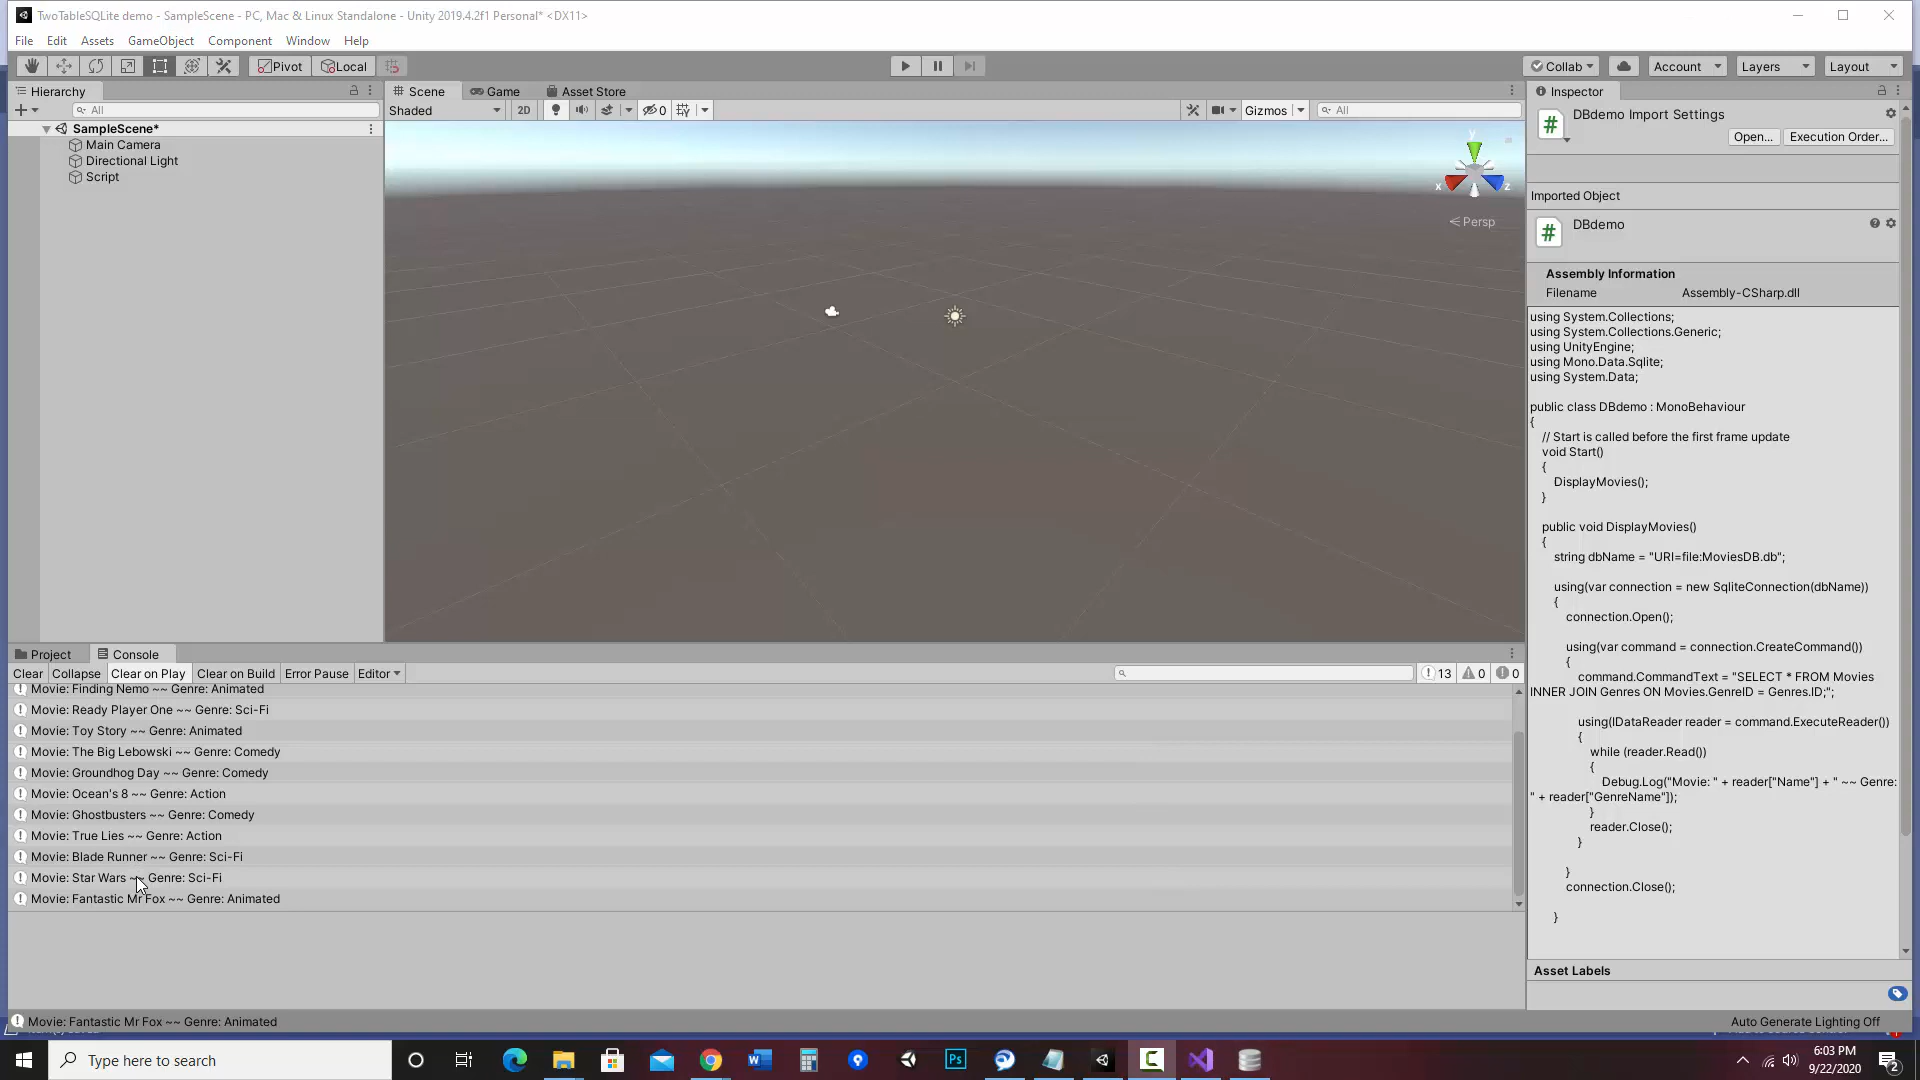 TwoTableSQLite demo - SampleScene - PC, Mac & Linux Standalone - Unity 2019.4.2f1 Personal* <DX11>
File Edit Assets GameObject Component Window Help
Pivot Local Collab Account Layers Layout
Hierarchy
All
SampleScene*
Main Camera
Directional Light
Script
Scene Game Asset Store
Shaded 2D 0 Gizmos All
y
x z
Persp
Inspector
DBdemo Import Settings
Open... Execution Order...
Imported Object
DBdemo
Assembly Information
Filename Assembly-CSharp.dll
using System.Collections;
using System.Collections.Generic;
using UnityEngine;
using Mono.Data.Sqlite;
using System.Data;
public class DBdemo : MonoBehaviour
{
// Start is called before the first frame update
void Start()
{
DisplayMovies();
}
public void DisplayMovies()
{
string dbName = "URI=file:MoviesDB.db";
using(var connection = new SqliteConnection(dbName))
{
connection.Open();
using(var command = connection.CreateCommand())
{
command.CommandText = "SELECT * FROM Movies
INNER JOIN Genres ON Movies.GenreID = Genres.ID;";
using(IDataReader reader = command.ExecuteReader())
{
while (reader.Read())
{
Debug.Log("Movie: " + reader["Name"] + " ~~ Genre:
" + reader["GenreName"]);
}
reader.Close();
}
}
connection.Close();
}
Asset Labels
Project Console
Clear Collapse Clear on Play Clear on Build Error Pause Editor 13 0 0
Movie: Finding Nemo ~~ Genre: Animated
Movie: Ready Player One ~~ Genre: Sci-Fi
Movie: Toy Story ~~ Genre: Animated
Movie: The Big Lebowski ~~ Genre: Comedy
Movie: Groundhog Day ~~ Genre: Comedy
Movie: Ocean's 8 ~~ Genre: Action
Movie: Ghostbusters ~~ Genre: Comedy
Movie: True Lies ~~ Genre: Action
Movie: Blade Runner ~~ Genre: Sci-Fi
Movie: Star Wars ~~ Genre: Sci-Fi
Movie: Fantastic Mr Fox ~~ Genre: Animated
Movie: Fantastic Mr Fox ~~ Genre: Animated
Auto Generate Lighting Off
Type here to search
6:03 PM
9/22/2020
2